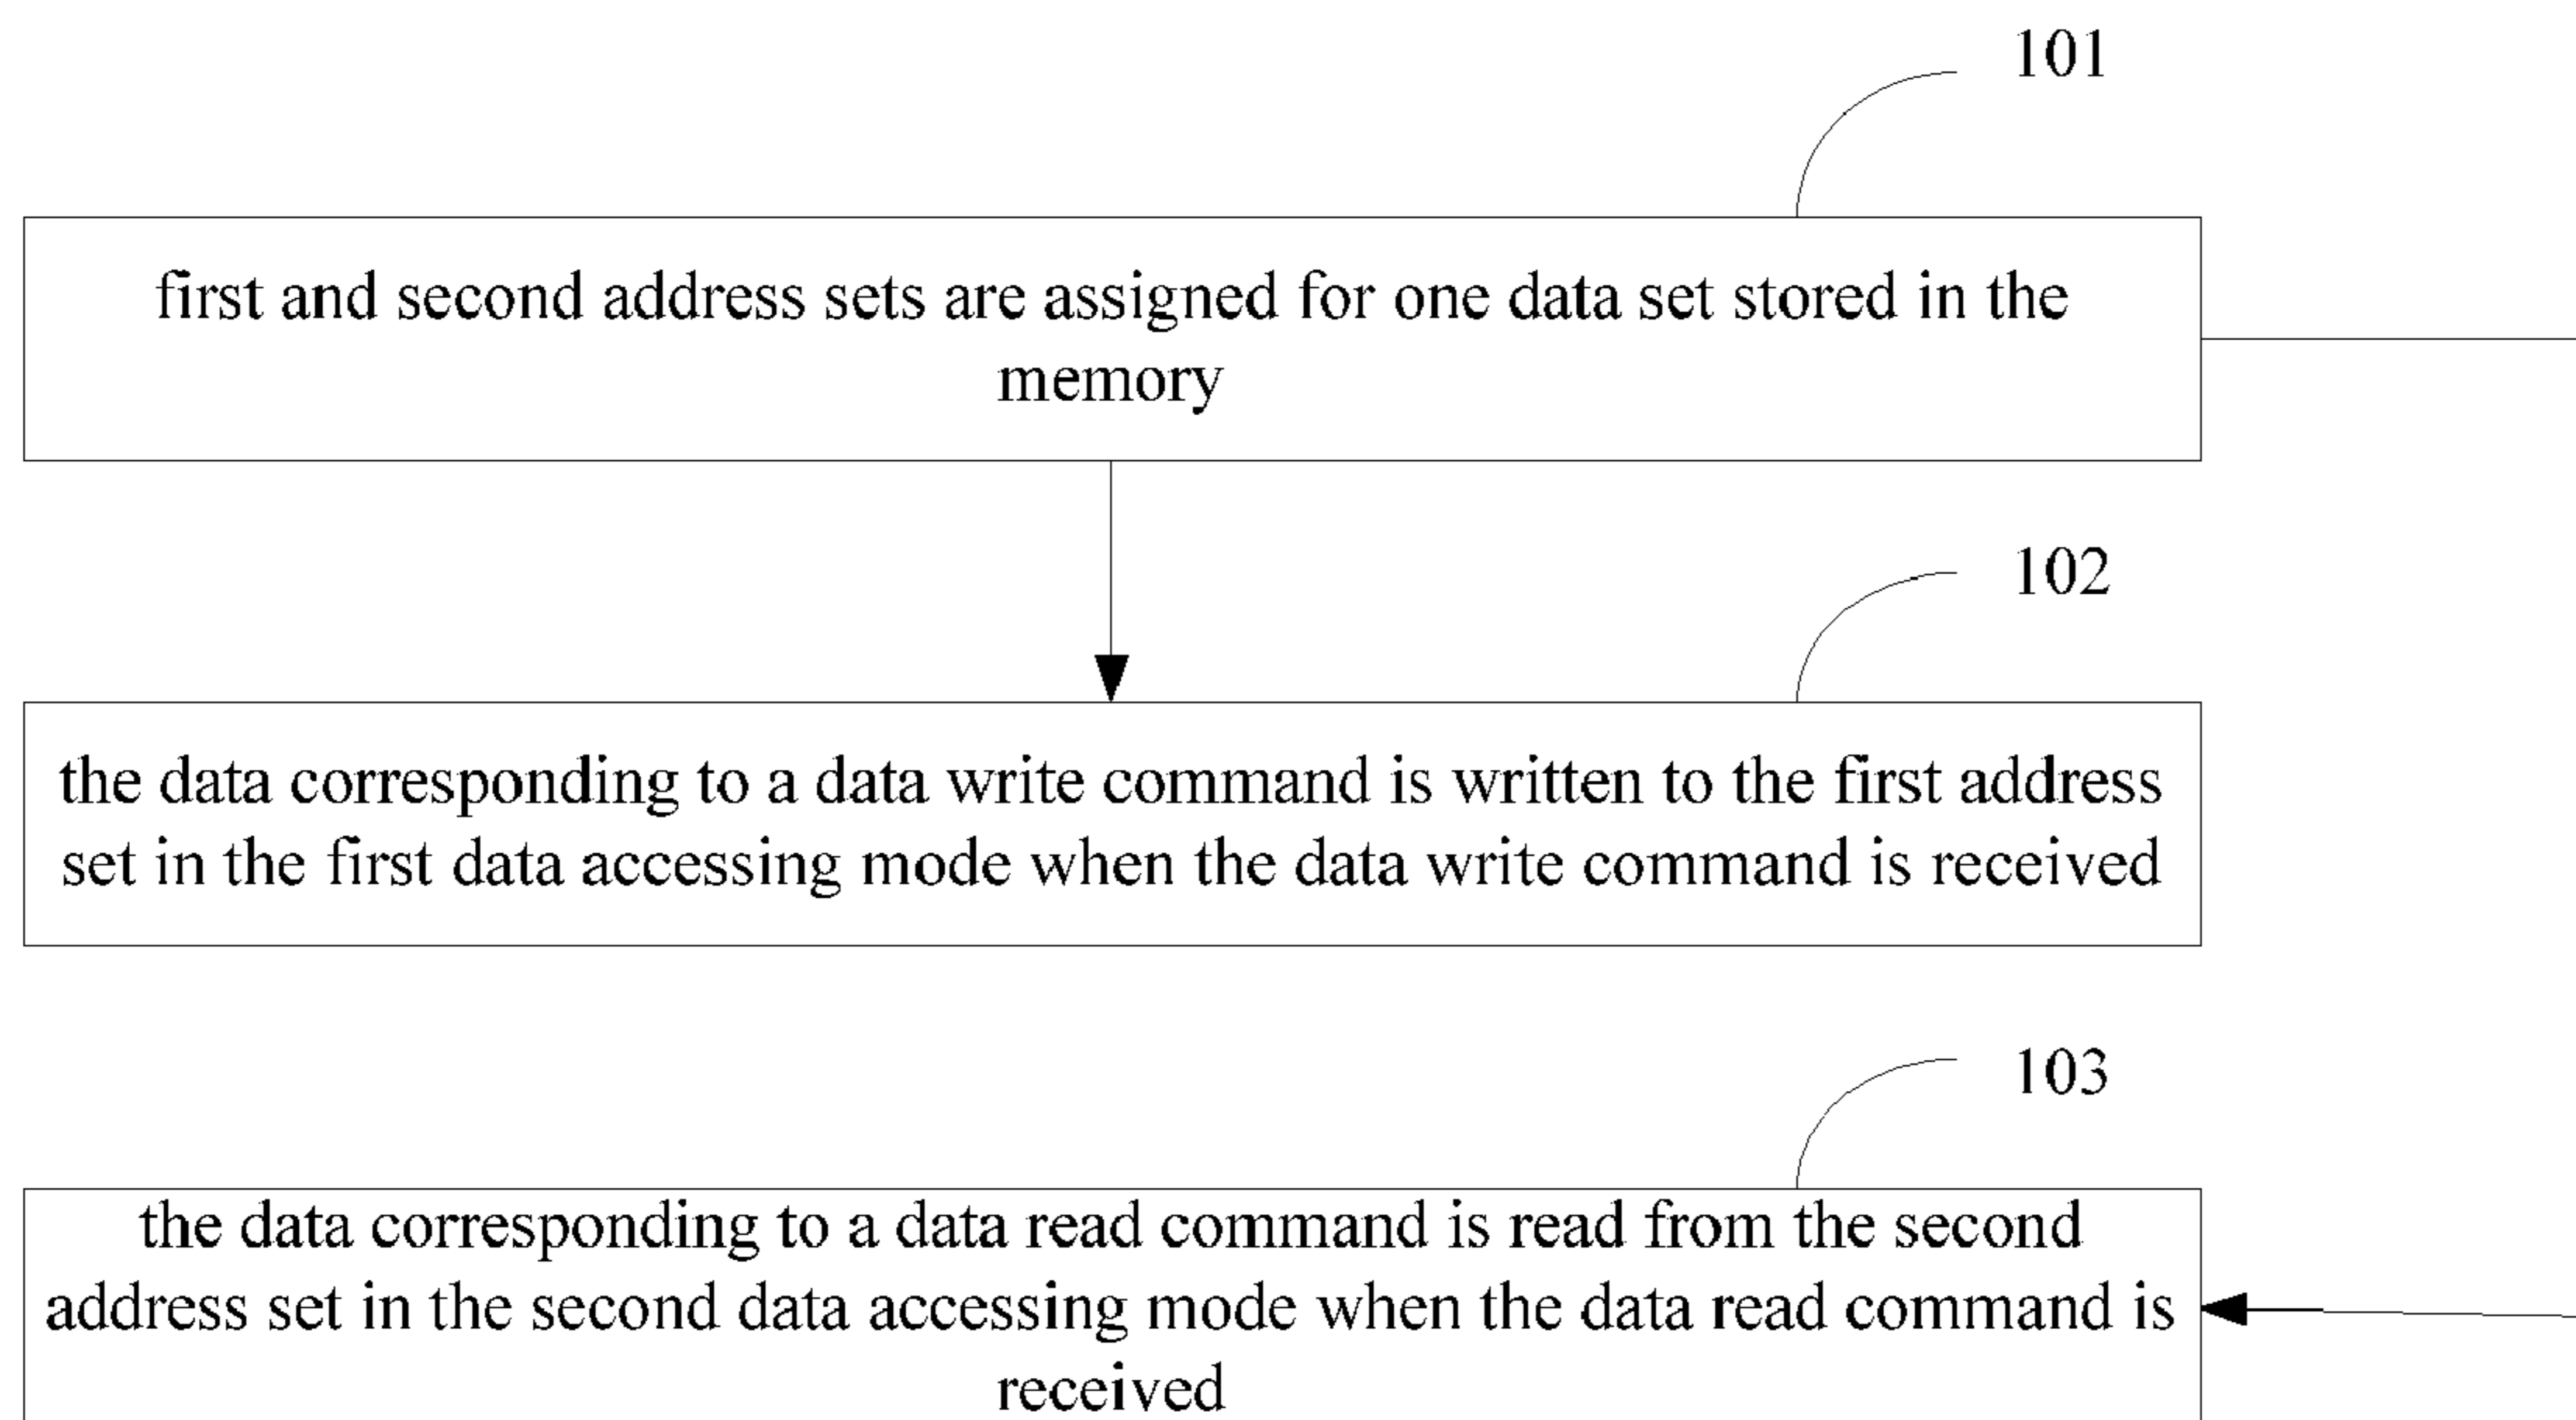 101
first and second address sets are assigned for one data set stored in the
memory
102
the data corresponding to a data write command is written to the first address
set in the first data accessing mode when the data write command is received
103
the data corresponding to a data read command is read from the second
address set in the second data accessing mode when the data read command is
received